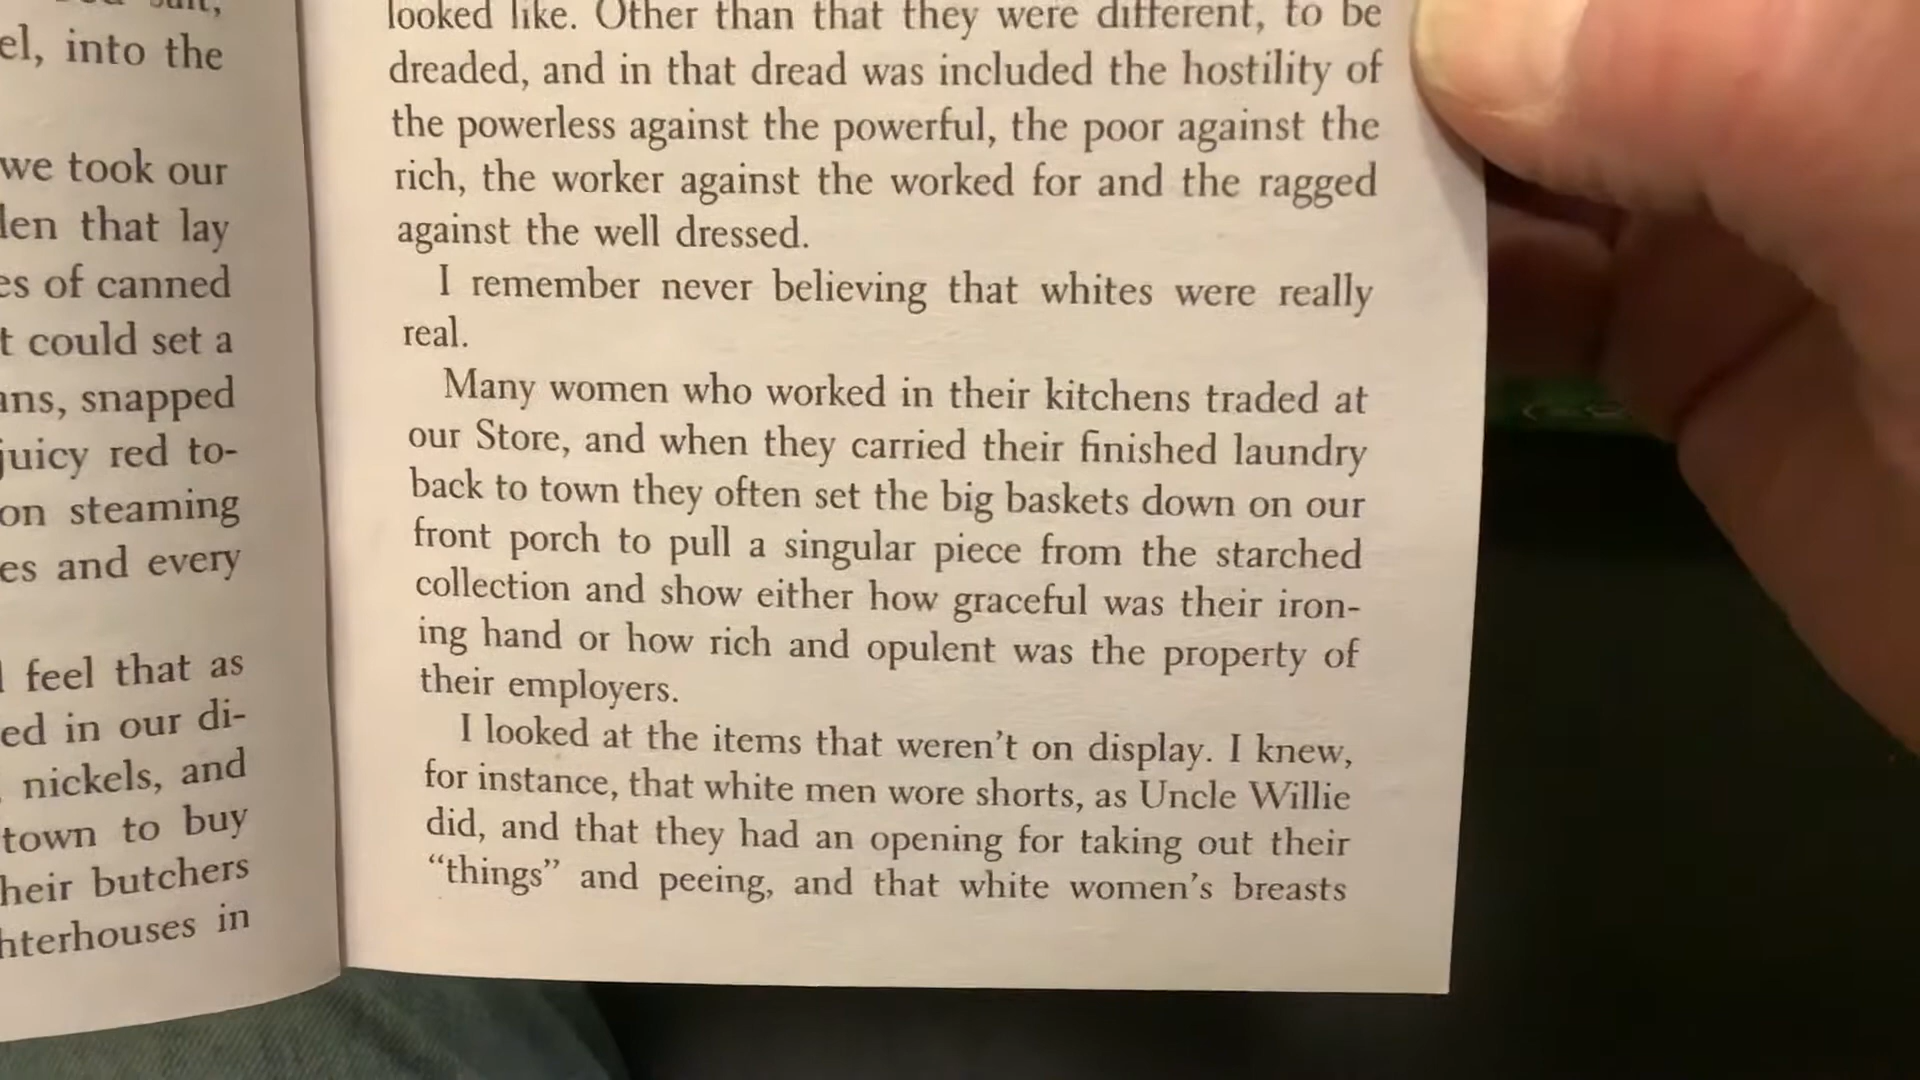 el, into the
we took our
that lay
of canned
could set a
snapped
juicy red to-
on steaming
and every
feel that as
in our di-
nickels, and
town to buy
butchers
in
looked like. Other than that they were different, to be
dreaded, and in that dread was included the hostility of
the powerless against the powerful, the poor against the
rich, the worker against the worked for and the ragged
against the well dressed.
I remember never believing that whites were really
real.
Many women who worked in their kitchens traded at
our Store, and when they carried their finished laundry
back to town they often set the big baskets down on our
front porch to pull a singular piece from the starched
collection and show either how graceful was their iron-
ing hand or how rich and opulent was the property of
their employers.
I looked at the items that weren't on display. I knew,
for instance, that white men wore shorts, as Uncle Willie
did, and that they had an opening for taking out their
“things” and peeing, and that white women's breasts